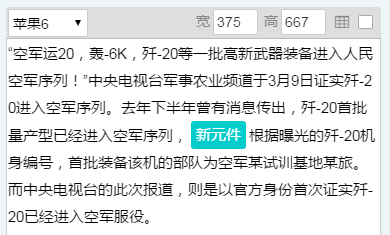 苹果6 宽 375 高 667
“空军运20，轰-6K，歼-20等一批高新武器装备进入人民
空军序列！”中央电视台军事农业频道于3月9日证实歼-2
0进入空军序列。去年下半年曾有消息传出，歼-20首批
量产型已经进入空军序列， 新元件 根据曝光的歼-20机
身编号，首批装备该机的部队为空军某试训基地某旅。
而中央电视台的此次报道，则是以官方身份首次证实歼-
20已经进入空军服役。